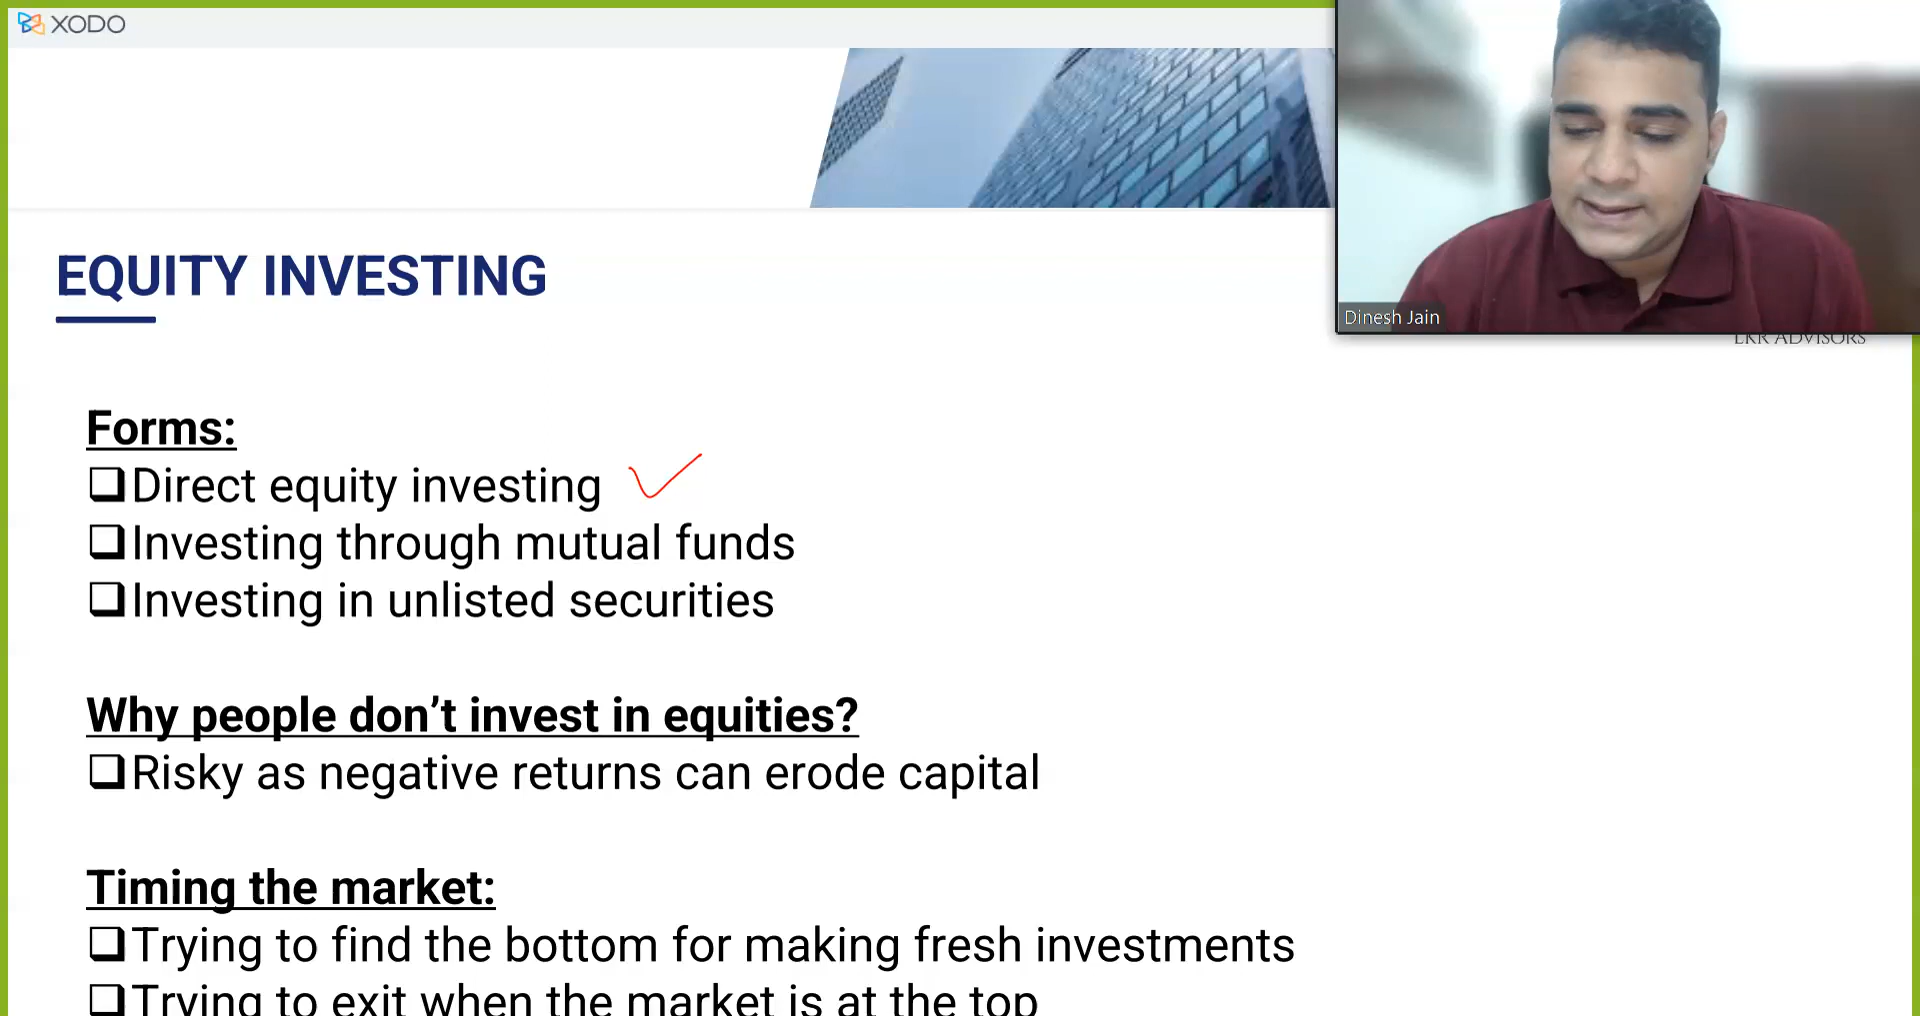 XODO
Dinesh Jain
LKR ADVISORS
EQUITY INVESTING
Forms:
Direct equity investing
Investing through mutual funds
Investing in unlisted securities
Why people don’t invest in equities?
Risky as negative returns can erode capital
Timing the market:
Trying to find the bottom for making fresh investments
Trying to exit when the market is at the top